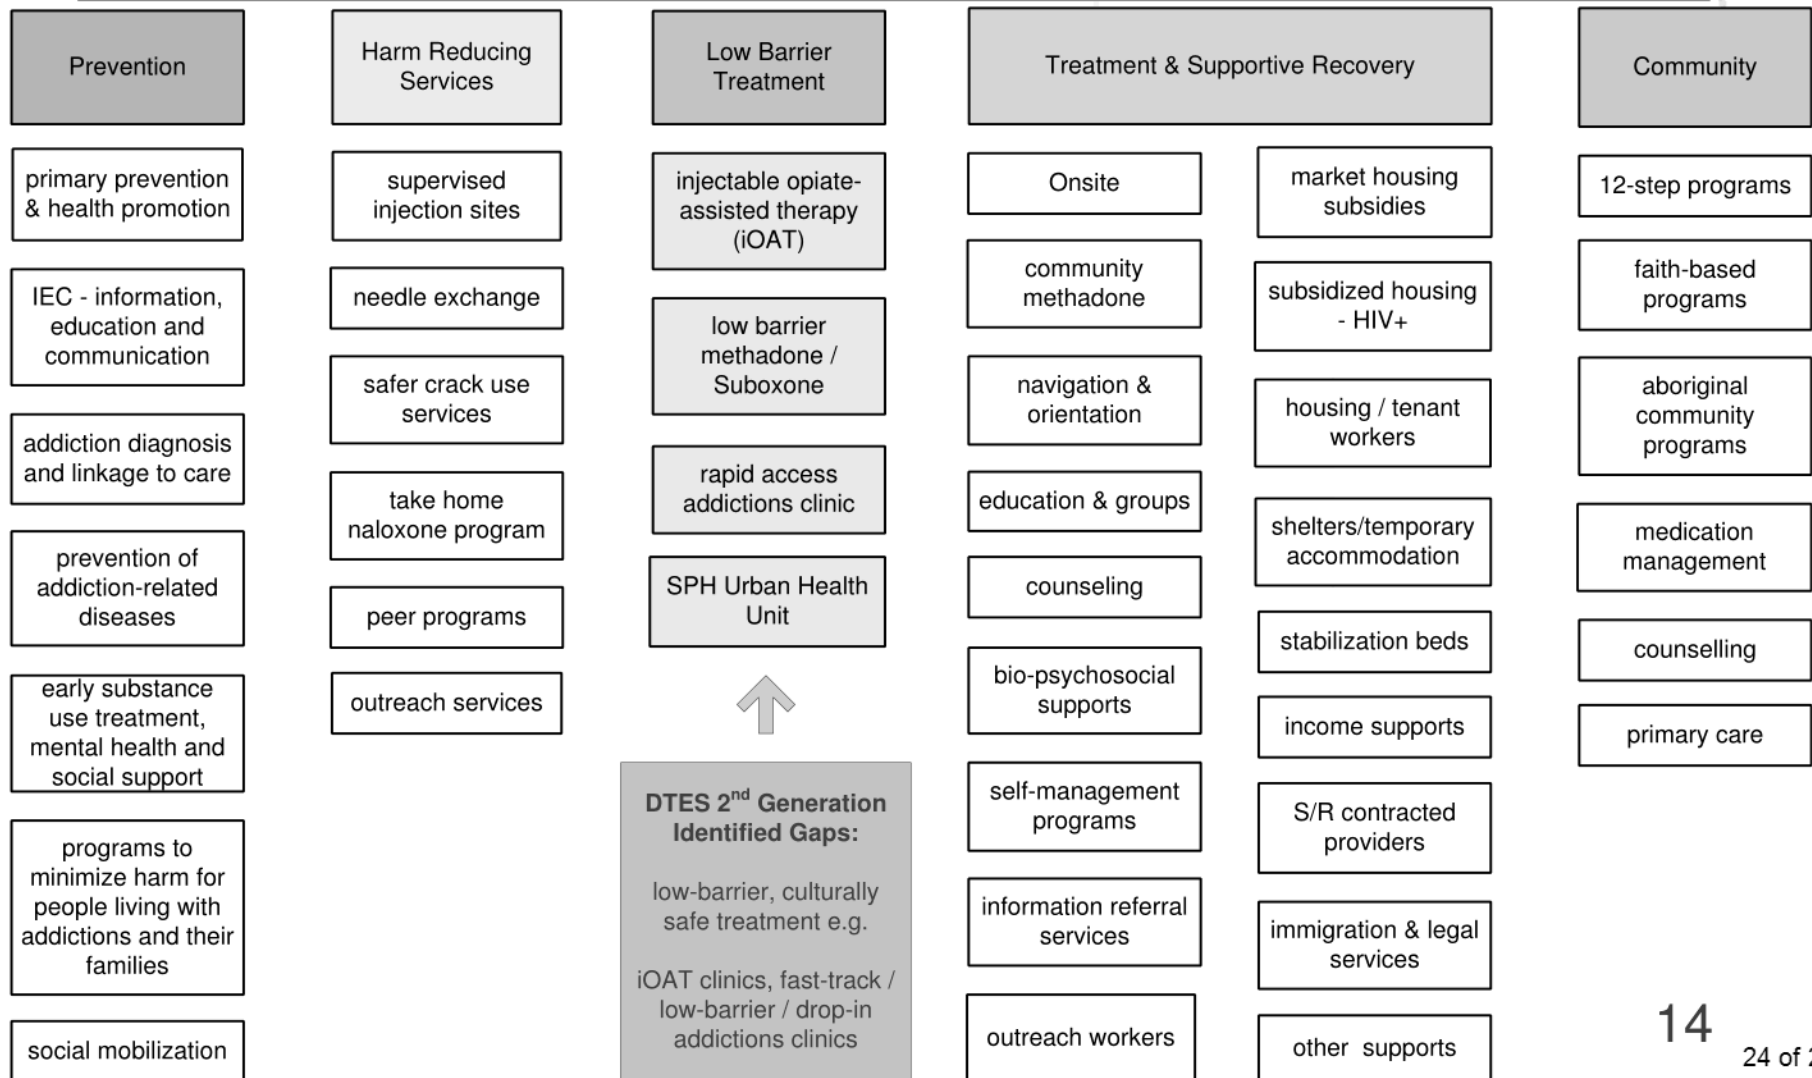 Prevention
primary prevention
& health promotion
IEC - information,
education and
communication
addiction diagnosis
and linkage to care
prevention of
addiction-related
diseases
early substance
use treatment,
mental health and
social support
programs to
minimize harm for
people living with
addictions and their
families
social mobilization
Harm Reducing
Services
supervised
injection sites
needle exchange
safer crack use
services
take home
naloxone program
peer programs
outreach services
Low Barrier
Treatment
injectable opiate-
assisted therapy
(iOAT)
low barrier
methadone /
Suboxone
rapid access
addictions clinic
SPH Urban Health
Unit
DTES 2nd Generation
Identified Gaps:
low-barrier, culturally
safe treatment e.g.
iOAT clinics, fast-track /
low-barrier / drop-in
addictions clinics
Treatment & Supportive Recovery
Onsite
community
methadone
navigation &
orientation
education & groups
counseling
bio-psychosocial
supports
self-management
programs
information referral
services
outreach workers
market housing
subsidies
subsidized housing
- HIV+
housing / tenant
workers
shelters/temporary
accommodation
stabilization beds
income supports
S/R contracted
providers
immigration & legal
services
other supports
Community
12-step programs
faith-based
programs
aboriginal
community
programs
medication
management
counselling
primary care
14
24 of